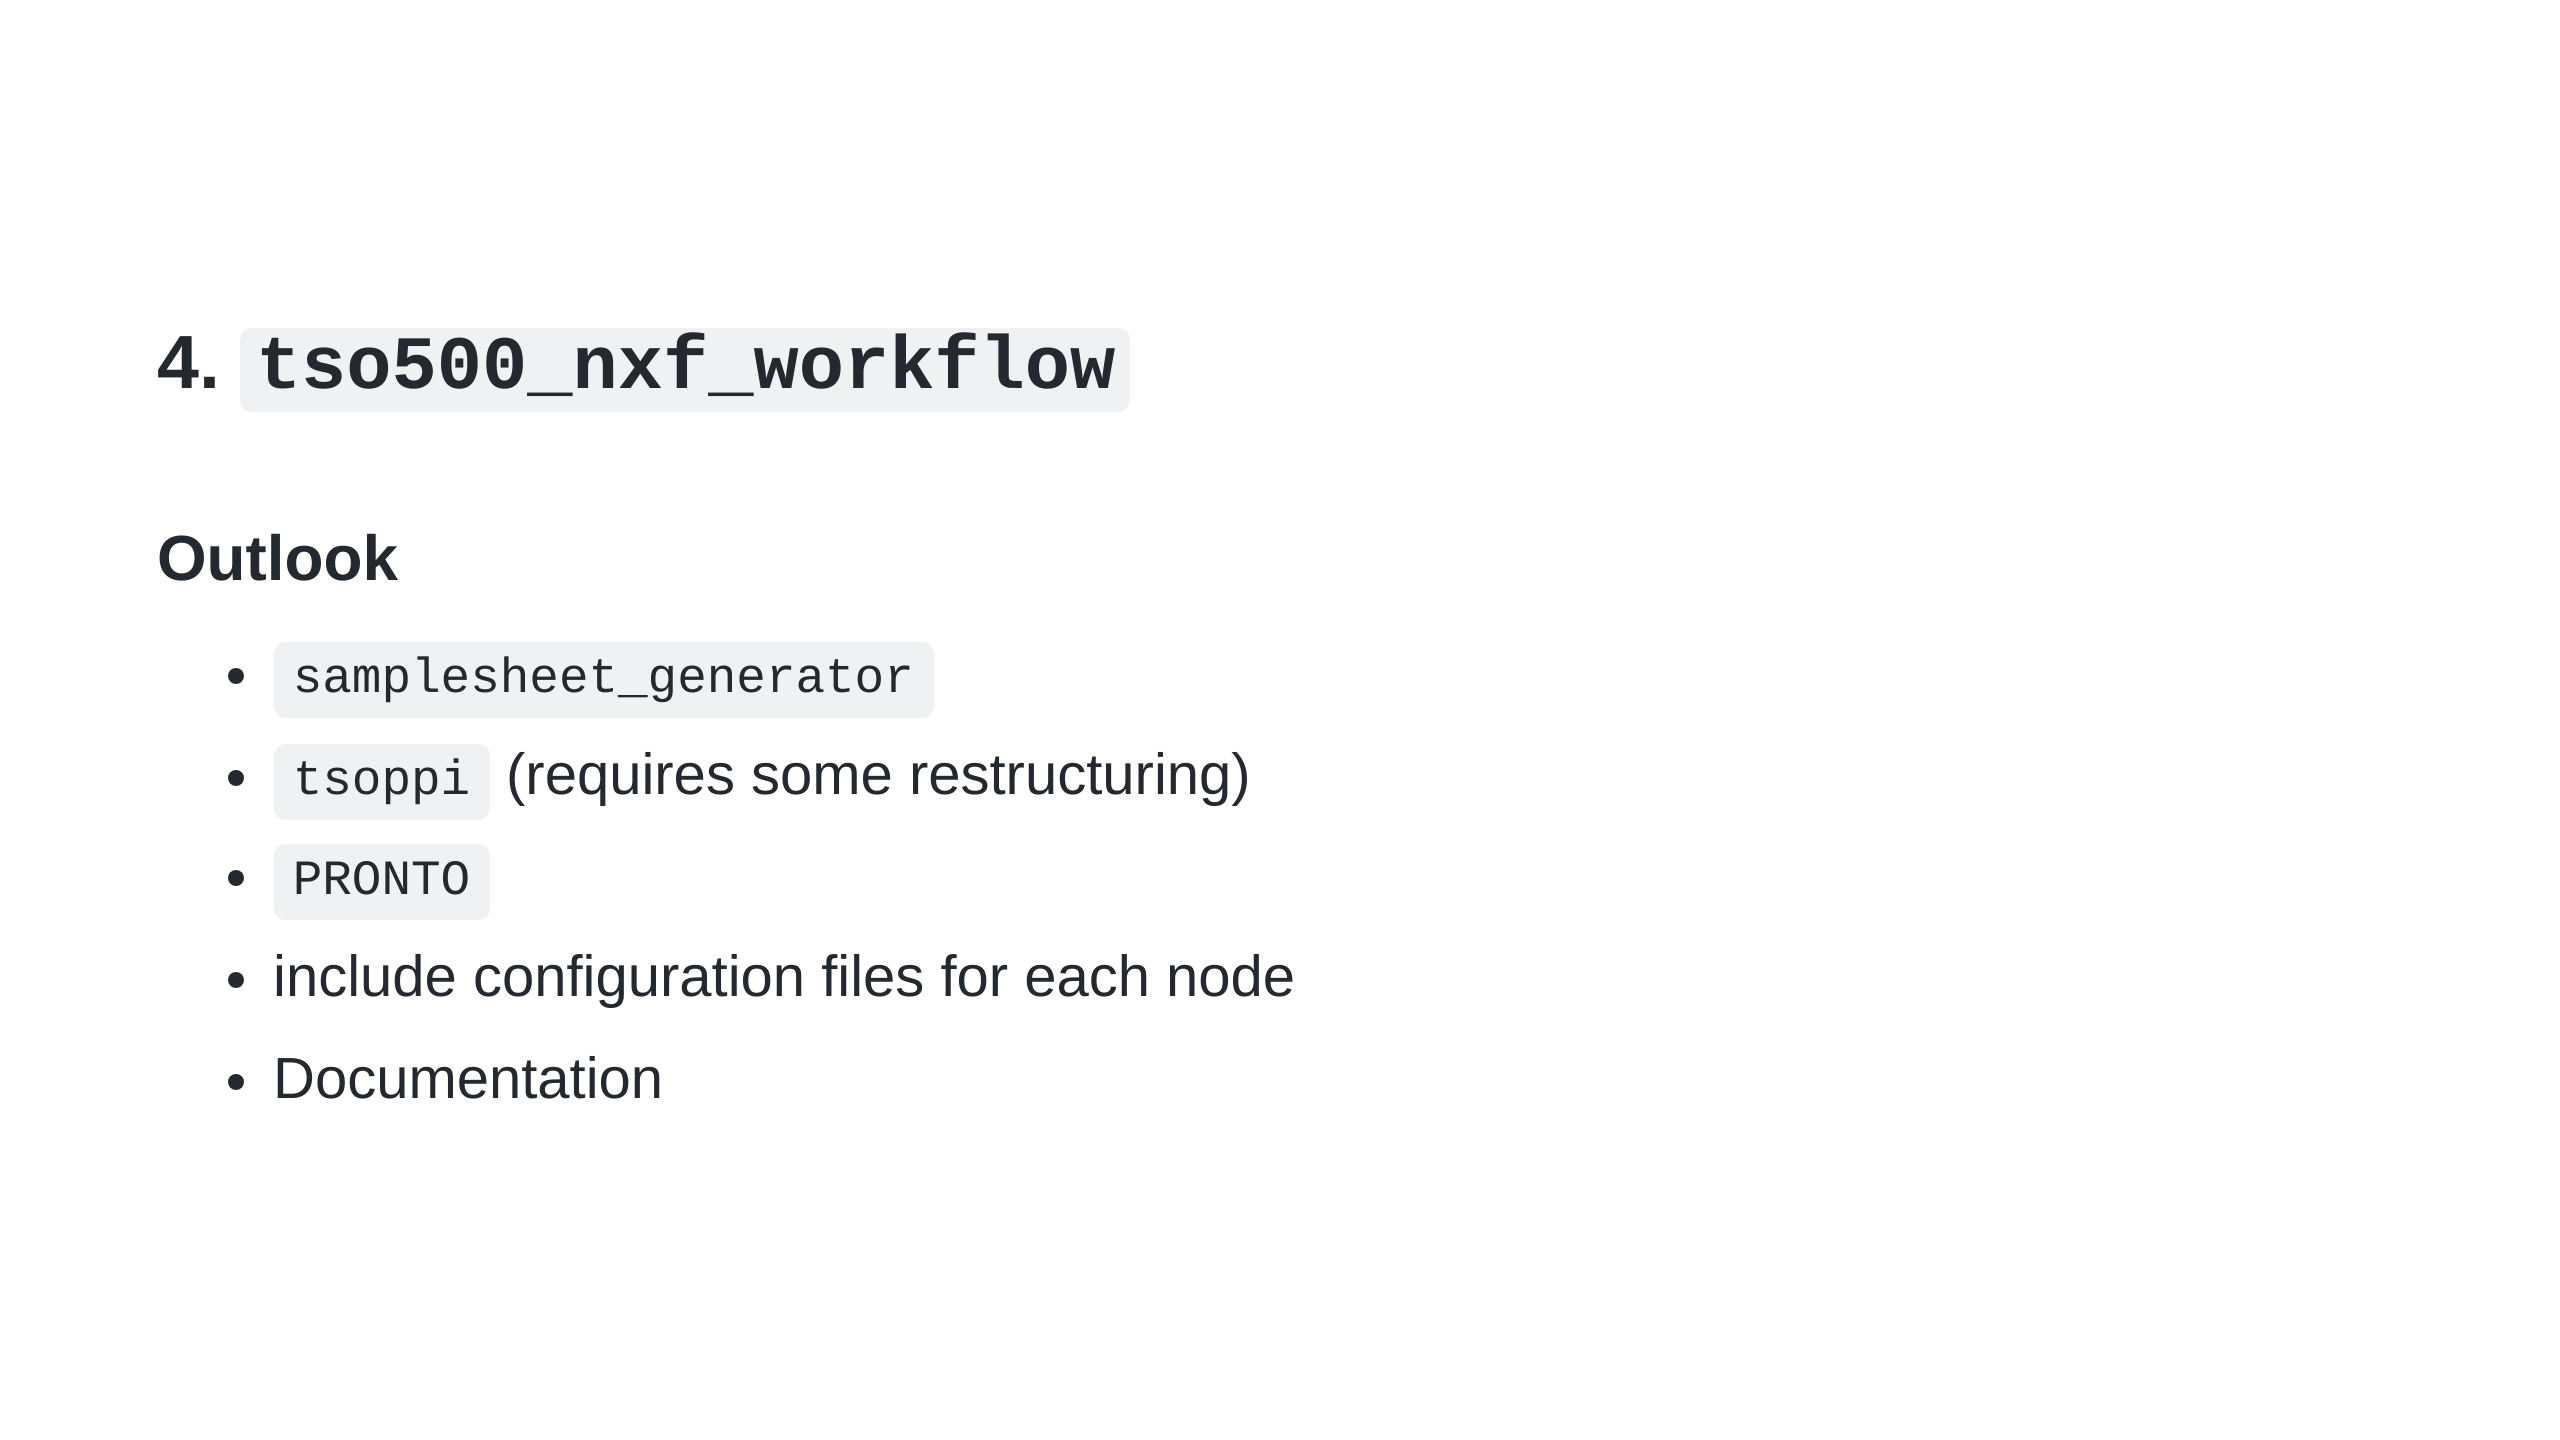 4. tso500_nxf_workflow
Outlook
• samplesheet_generator
• tsoppi (requires some restructuring)
• PRONTO
• include configuration files for each node
• Documentation